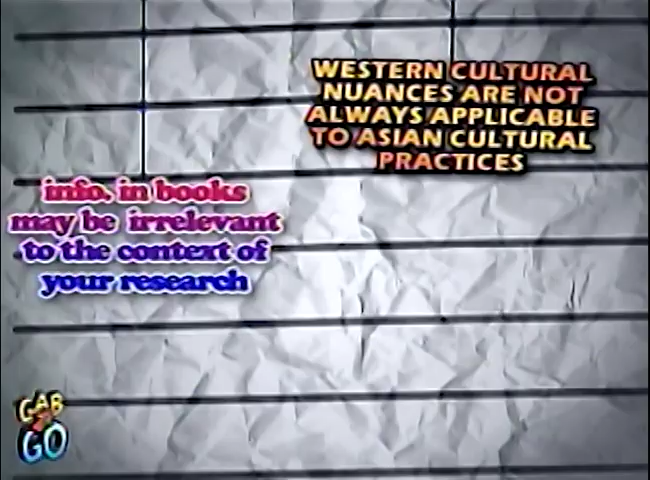 WESTERN CULTURAL
NUANCES ARE NOT
ALWAYS APPLICABLE
TO ASIAN CULTURAL
PRACTICES
info. in books
may be irrelevant
to the context of
your research
GAB
GO